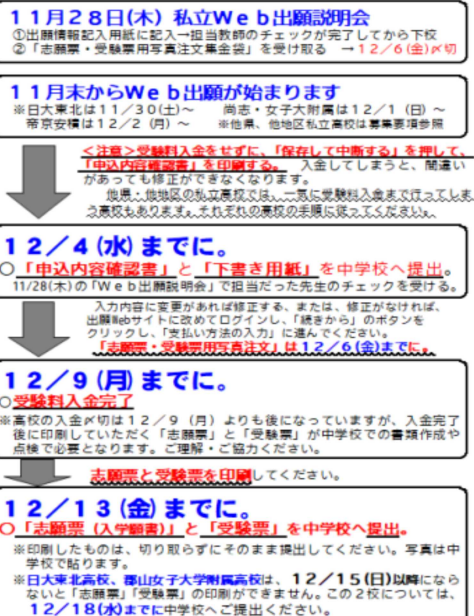 １１月２８日(木) 私立Ｗｅｂ出願説明会
①出願情報記入用紙に記入→担当教師のチェックが完了してから下校
②「志願票・受験票用写真注文集金袋」を受け取る　→１２/６(金)〆切
１１月末からＷｅｂ出願が始まります
※日大東北は１１/３０(土)～　　尚志・女子大附属は１２/１（日）～
帝京安積は１２/２（月）～　　※他県、他地区私立高校は募集要項参照
＜注意＞受験料入金をせずに、「保存して中断する」を押して、
「申込内容確認書」を印刷する。　入金してしまうと、間違い
があっても修正ができなくなります。
他県・他地区の私立高校では、一気に受験料入金まで行ってしま
う高校もあります。それぞれの高校の手順に従ってください。
１２／４(水)までに。
○「申込内容確認書」と「下書き用紙」を中学校へ提出。
11/28(木)の「Ｗｅｂ出願説明会」で担当だった先生のチェックを受ける。
入力内容に変更があれば修正する、または、修正がなければ、
出願Webサイトに改めてログインし、「続きから」のボタンを
クリックし、「支払い方法の入力」に進んでください。
「志願票・受験票用写真注文」は１２／６(金)までに。
１２／９(月)までに。
○受験料入金完了
※高校の入金〆切は１２／９（月）よりも後になっていますが、入金完了
後に印刷していただく「志願票」と「受験票」が中学校での書類作成や
点検で必要となります。ご理解・ご協力ください。
志願票と受験票を印刷してください。
１２／１３(金)までに。
○「志願票（入学願書）」と「受験票」を中学校へ提出。
※印刷したものは、切り取らずにそのまま提出してください。写真は中
学校で貼ります。
※日大東北高校、郡山女子大学附属高校は、１２／１５(日)以降になら
ないと「志願票」「受験票」の印刷ができません。この２校については、
１２／１８(水)までに中学校へご提出ください。